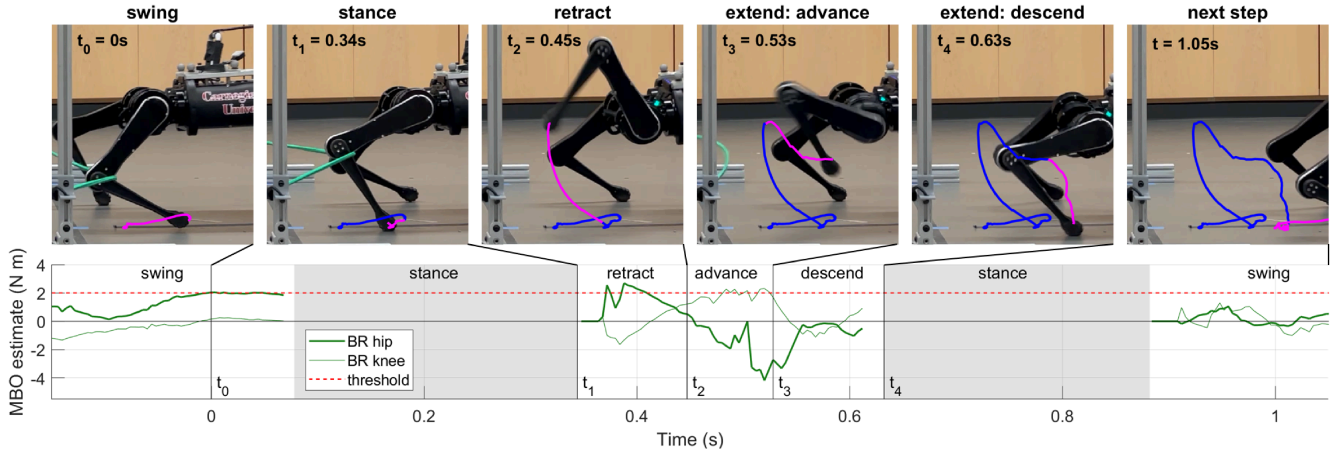 swing
stance
retract
extend: advance
extend: descend
next step
t0 = 0s
t1 = 0.34s
t2 = 0.45s
t3 = 0.53s
t4 = 0.63s
t = 1.05s
Carnegie
Univ
MBO estimate (N m)
4
2
0
-2
-4
swing
stance
retract
advance
descend
stance
swing
BR hip
BR knee
threshold
t0
t1
t2
t3
t4
0
0.2
0.4
0.6
0.8
1
Time (s)